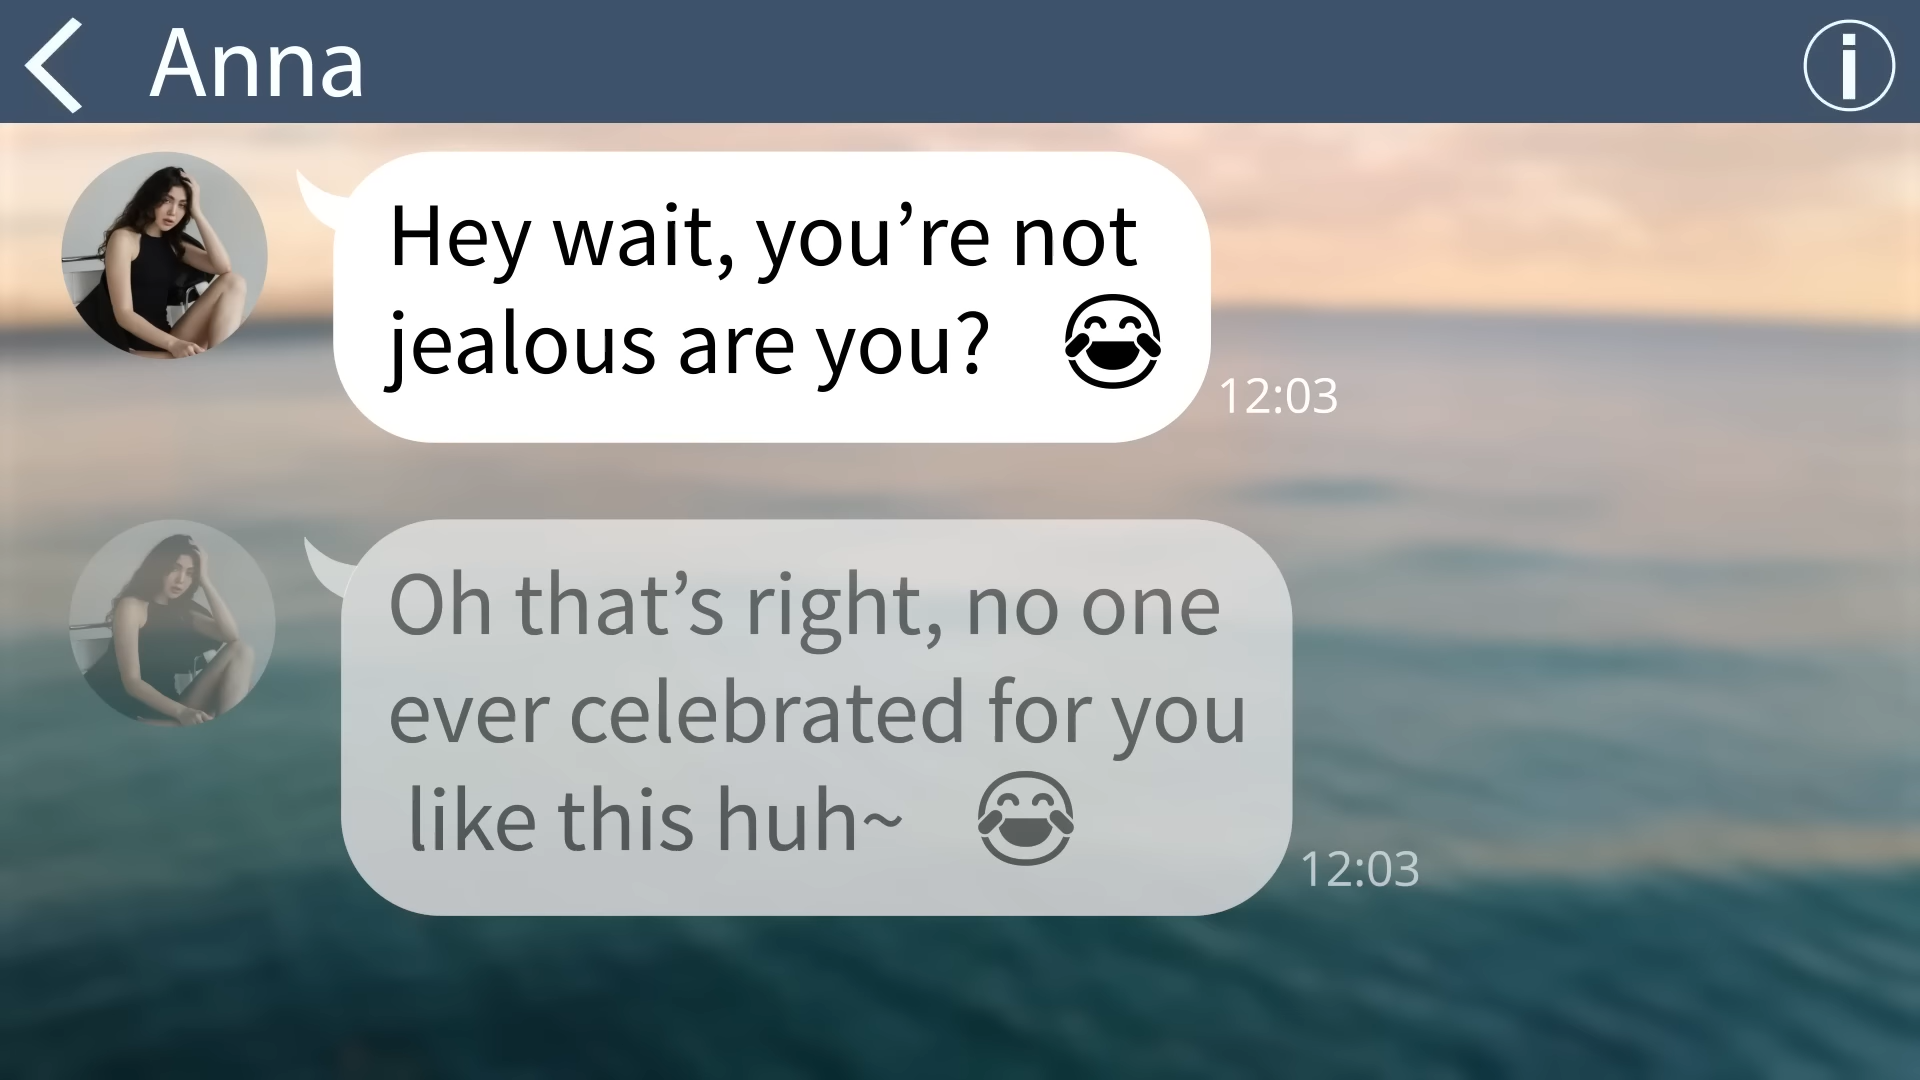 Anna
Hey wait, you’re not
jealous are you? 😂
12:03
Oh that’s right, no one
ever celebrated for you
like this huh~ 😂
12:03